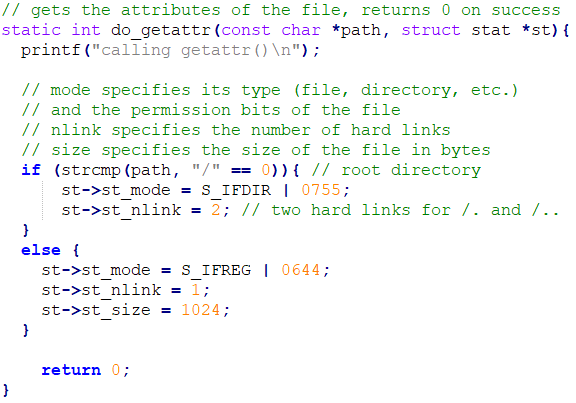 // gets the attributes of the file, returns 0 on success
static int do_getattr(const char *path, struct stat *st){
  printf("calling getattr()\n");

  // mode specifies its type (file, directory, etc.)
  // and the permission bits of the file
  // nlink specifies the number of hard links
  // size specifies the size of the file in bytes
  if (strcmp(path, "/" == 0)){ // root directory
      st->st_mode = S_IFDIR | 0755;
      st->st_nlink = 2; // two hard links for /. and /..
  }
  else {
    st->st_mode = S_IFREG | 0644;
    st->st_nlink = 1;
    st->st_size = 1024;
  }

    return 0;
}